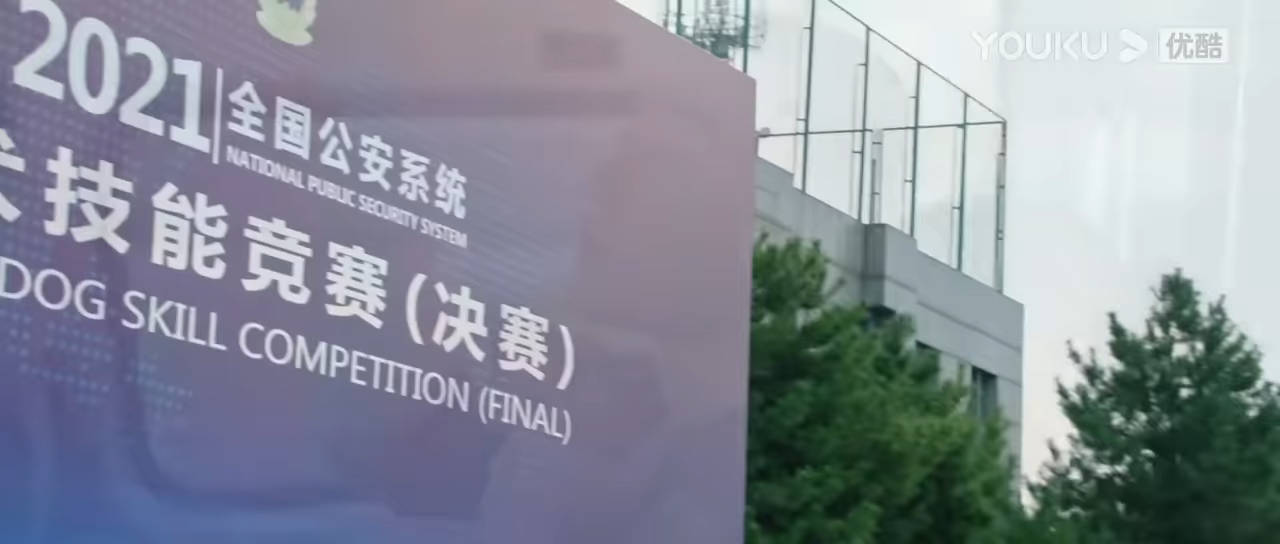 YOUKU 优酷
2021 全国公安系统
NATIONAL PUBLIC SECURITY SYSTEM
技能竞赛(决赛)
DOG SKILL COMPETITION (FINAL)